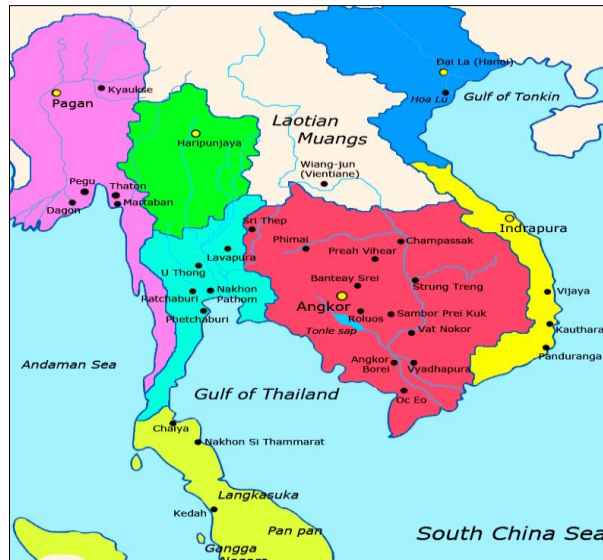 Đại La (Hanoi)
Kyaukse
Pagan
Hoa Lu
Gulf of Tonkin
Laotian
Muangs
Haripunjaya
Wiang-jun
(Vientiane)
Pegu
Thaton
Dagon
Martaban
Sri Thep
Indrapura
Phimai
Champassak
Lavapura
Preah Vihear
U Thong
Banteay Srei
Strung Treng
Ratchaburi
Nakhon
Pathom
Angkor
Vijaya
Phetchaburi
Roluos
Sambor Prei Kuk
Kauthara
Tonle sap
Vat Nokor
Panduranga
Andaman Sea
Angkor
Borei
Vyadhapura
Gulf of Thailand
Oc Eo
Chaiya
Nakhon Si Thammarat
Langkasuka
Kedah
Pan pan
South China Sea
Gangga